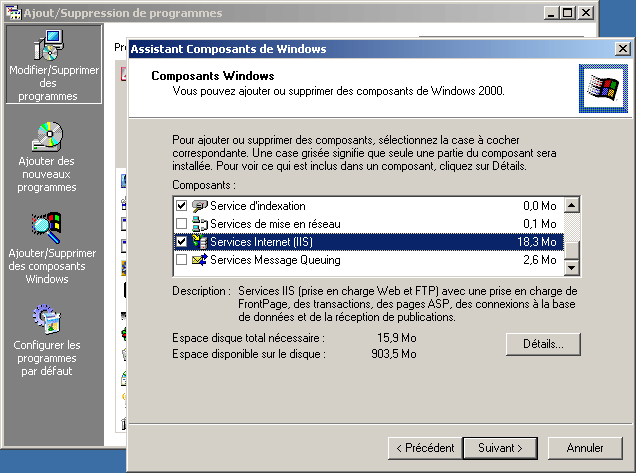 Ajout/Suppression de programmes
Modifier/Supprimer
des
programmes
Ajouter des
nouveaux
programmes
Ajouter/Supprimer
des composants
Windows
Configurer les
programmes
par défaut
Assistant Composants de Windows
Composants Windows
Vous pouvez ajouter ou supprimer des composants de Windows 2000.
Pour ajouter ou supprimer des composants, sélectionnez la case à cocher
correspondante. Une case grisée signifie que seule une partie du composant sera
installée. Pour voir ce qui est inclus dans un composant, cliquez sur Détails.
Composants :
Service d'indexation 0,0 Mo
Services de mise en réseau 0,1 Mo
Services Internet (IIS) 18,3 Mo
Services Message Queuing 2,6 Mo
Description : Services IIS (prise en charge Web et FTP) avec une prise en charge de
FrontPage, des transactions, des pages ASP, des connexions à la base
de données et de la réception de publications.
Espace disque total nécessaire : 15,9 Mo
Espace disponible sur le disque : 903,5 Mo
Détails...
< Précédent Suivant > Annuler